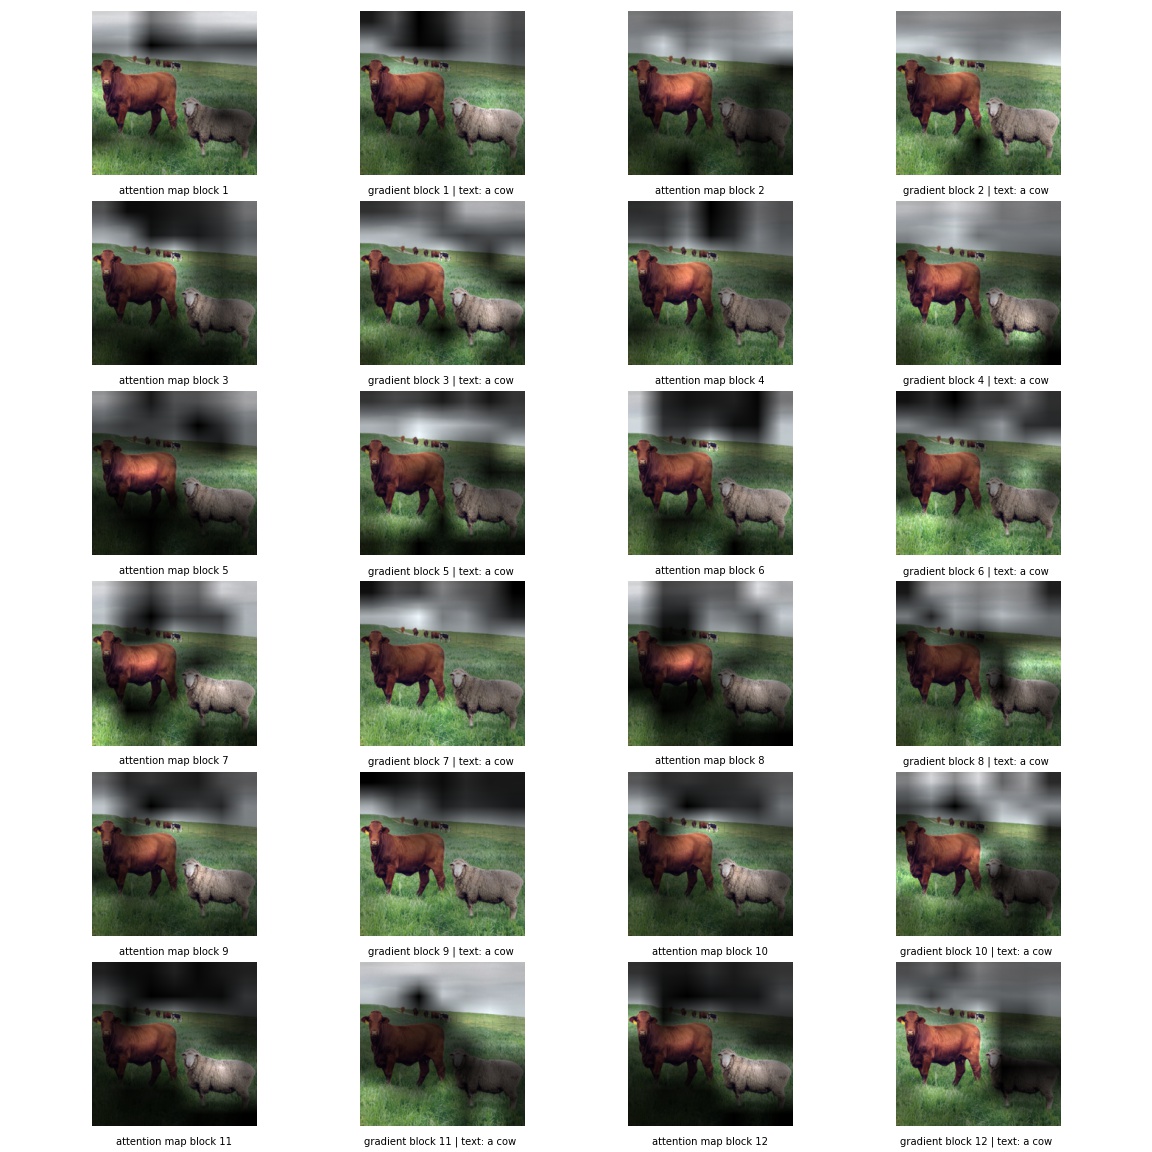 attention map block 1
gradient block 1 | text: a cow
attention map block 2
gradient block 2 | text: a cow
attention map block 3
gradient block 3 | text: a cow
attention map block 4
gradient block 4 | text: a cow
attention map block 5
gradient block 5 | text: a cow
attention map block 6
gradient block 6 | text: a cow
attention map block 7
gradient block 7 | text: a cow
attention map block 8
gradient block 8 | text: a cow
attention map block 9
gradient block 9 | text: a cow
attention map block 10
gradient block 10 | text: a cow
attention map block 11
gradient block 11 | text: a cow
attention map block 12
gradient block 12 | text: a cow